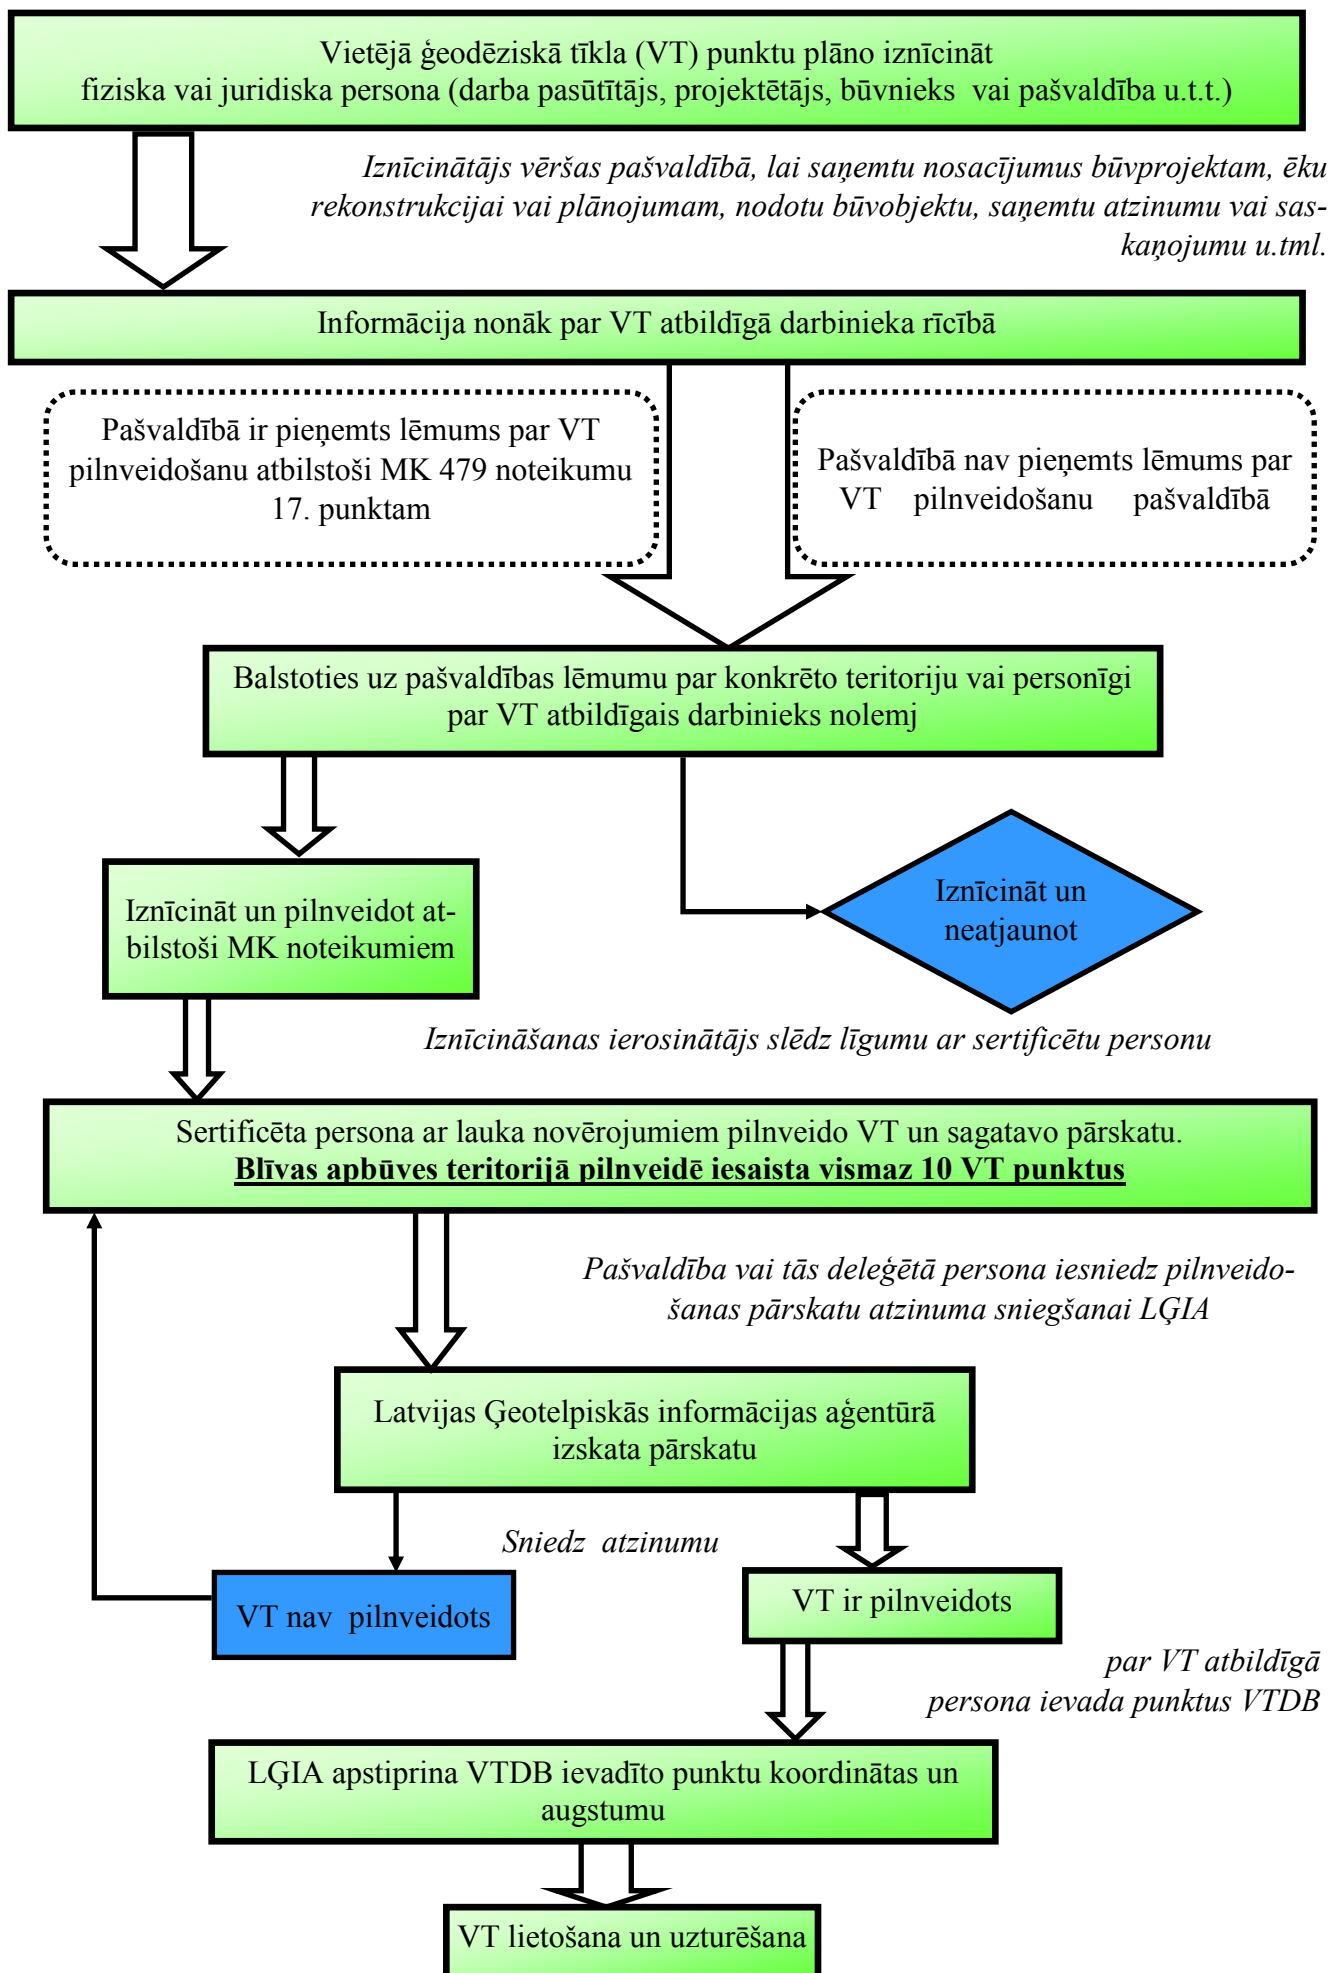 Vietējā ģeodēziskā tīkla (VT) punktu plāno iznīcināt
fiziska vai juridiska persona (darba pasūtītājs, projektētājs, būvnieks vai pašvaldība u.t.t.)
Iznīcinātājs vēršas pašvaldībā, lai saņemtu nosacījumus būvprojektam, ēku
rekonstrukcijai vai plānojumam, nodotu būvobjektu, saņemtu atzinumu vai sas-
kaņojumu u.tml.
Informācija nonāk par VT atbildīgā darbinieka rīcībā
Pašvaldībā ir pieņemts lēmums par VT
pilnveidošanu atbilstoši MK 479 noteikumu
17. punktam
Pašvaldībā nav pieņemts lēmums par
VT pilnveidošanu pašvaldībā
Balstoties uz pašvaldības lēmumu par konkrēto teritoriju vai personīgi
par VT atbildīgais darbinieks nolemj
Iznīcināt un pilnveidot at-
bilstoši MK noteikumiem
Iznīcināt un
neatjaunot
Iznīcināšanas ierosinātājs slēdz līgumu ar sertificētu personu
Sertificēta persona ar lauka novērojumiem pilnveido VT un sagatavo pārskatu.
Blīvas apbūves teritorijā pilnveidē iesaista vismaz 10 VT punktus
Pašvaldība vai tās deleģētā persona iesniedz pilnveido-
šanas pārskatu atzinuma sniegšanai LĢIA
Latvijas Ģeotelpiskās informācijas aģentūrā
izskata pārskatu
Sniedz atzinumu
VT nav pilnveidots
VT ir pilnveidots
par VT atbildīgā
persona ievada punktus VTDB
LĢIA apstiprina VTDB ievadīto punktu koordinātas un
augstumu
VT lietošana un uzturēšana